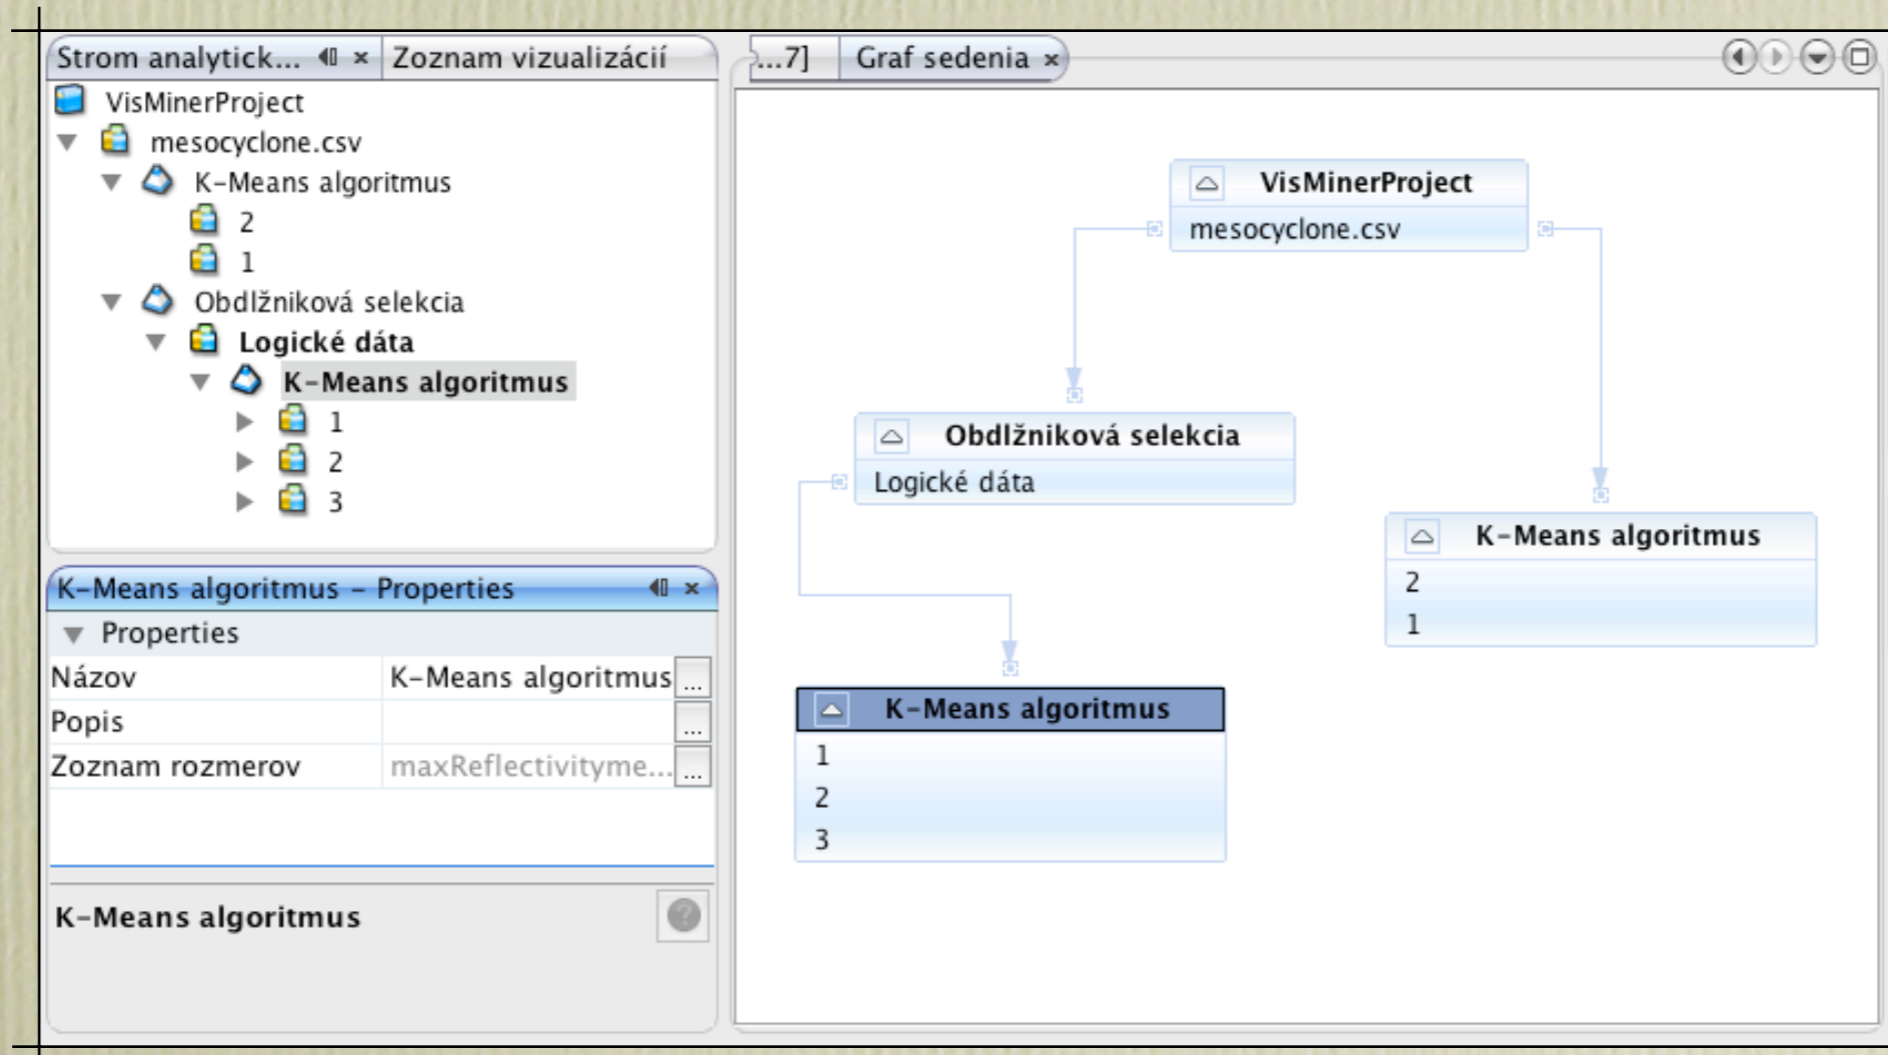 Strom analytick...
Zoznam vizualizácií
VisMinerProject
mesocyclone.csv
K-Means algoritmus
2
1
Obdlžniková selekcia
Logické dáta
K-Means algoritmus
1
2
3
K-Means algoritmus – Properties
Properties
Názov K-Means algoritmus ...
Popis ...
Zoznam rozmerov maxReflectivityme... ...
K-Means algoritmus
?
...7]
Graf sedenia
VisMinerProject
mesocyclone.csv
Obdlžniková selekcia
Logické dáta
K-Means algoritmus
2
1
K-Means algoritmus
1
2
3